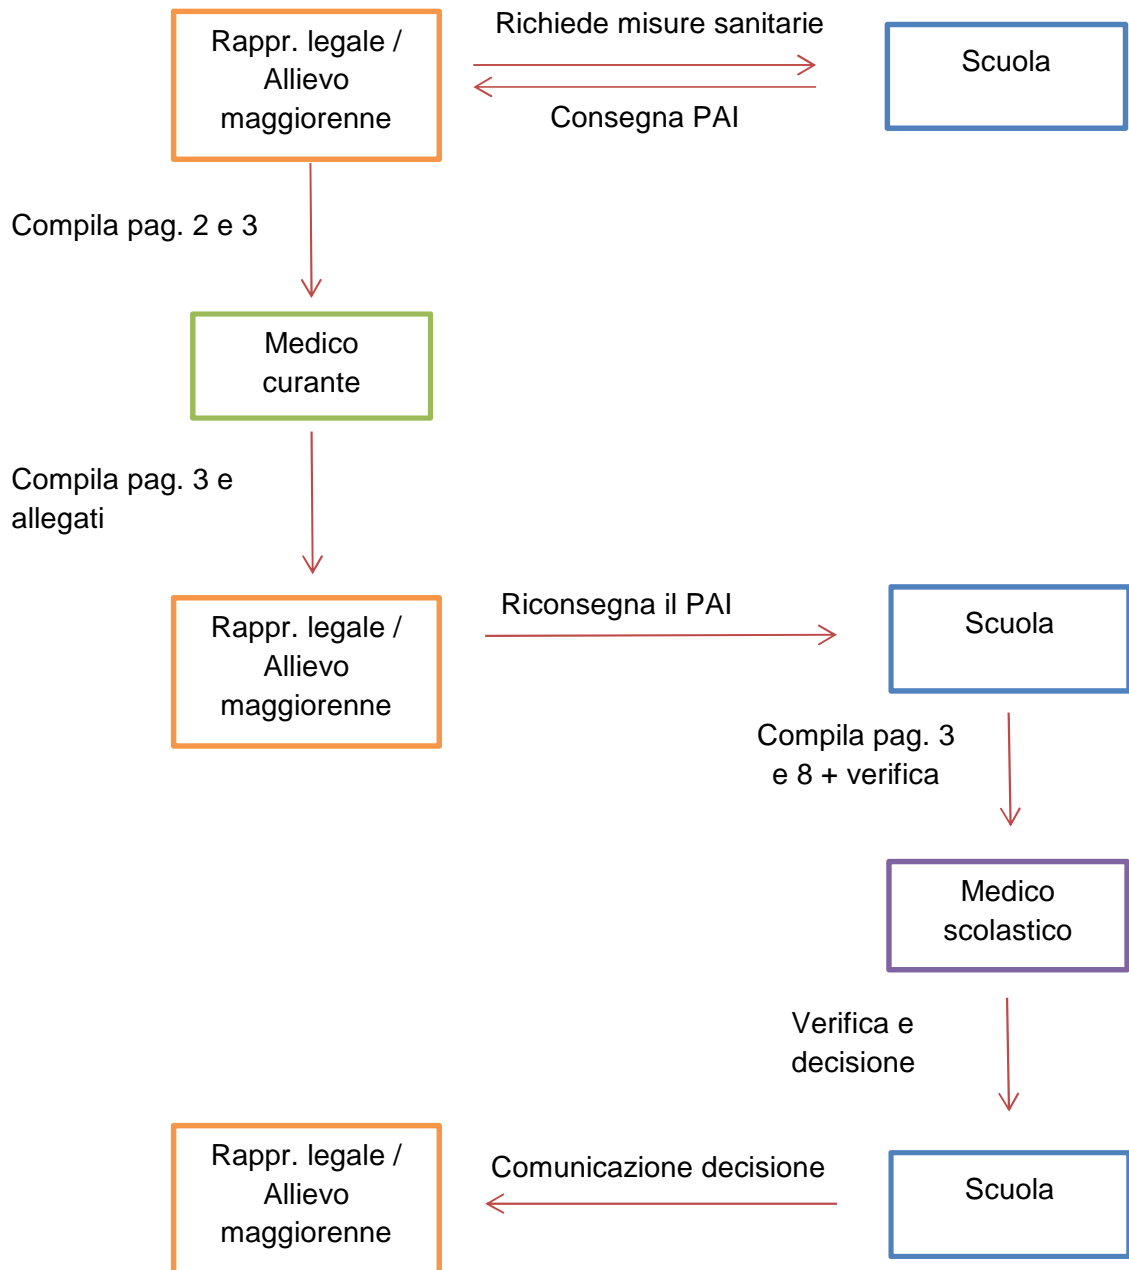 Rappr. legale /
Allievo
maggiorenne
Richiede misure sanitarie
Consegna PAI
Scuola
Compila pag. 2 e 3
Medico
curante
Compila pag. 3 e
allegati
Rappr. legale /
Allievo
maggiorenne
Riconsegna il PAI
Scuola
Compila pag. 3
e 8 + verifica
Medico
scolastico
Verifica e
decisione
Rappr. legale /
Allievo
maggiorenne
Comunicazione decisione
Scuola